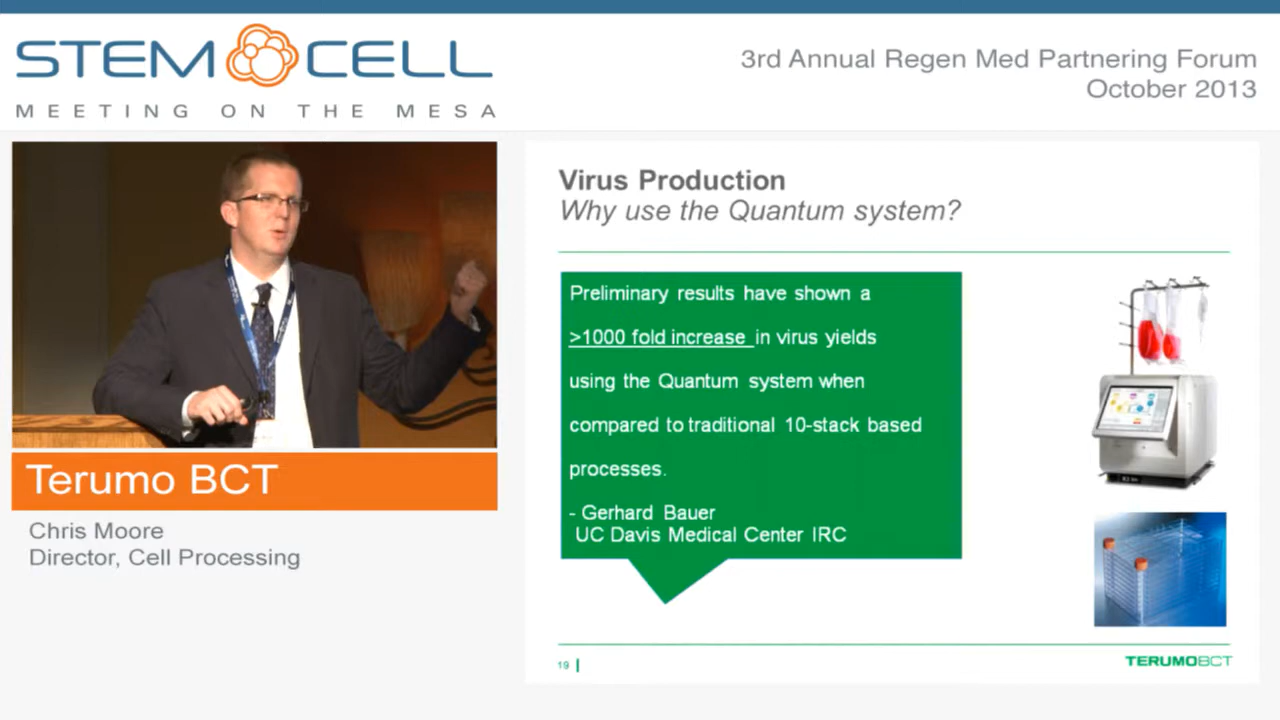 STEM CELL
MEETING ON THE MESA
3rd Annual Regen Med Partnering Forum
October 2013
Terumo BCT
Chris Moore
Director, Cell Processing
Virus Production
Why use the Quantum system?
Preliminary results have shown a
>1000 fold increase in virus yields
using the Quantum system when
compared to traditional 10-stack based
processes.
- Gerhard Bauer
UC Davis Medical Center IRC
19
TERUMOBCT